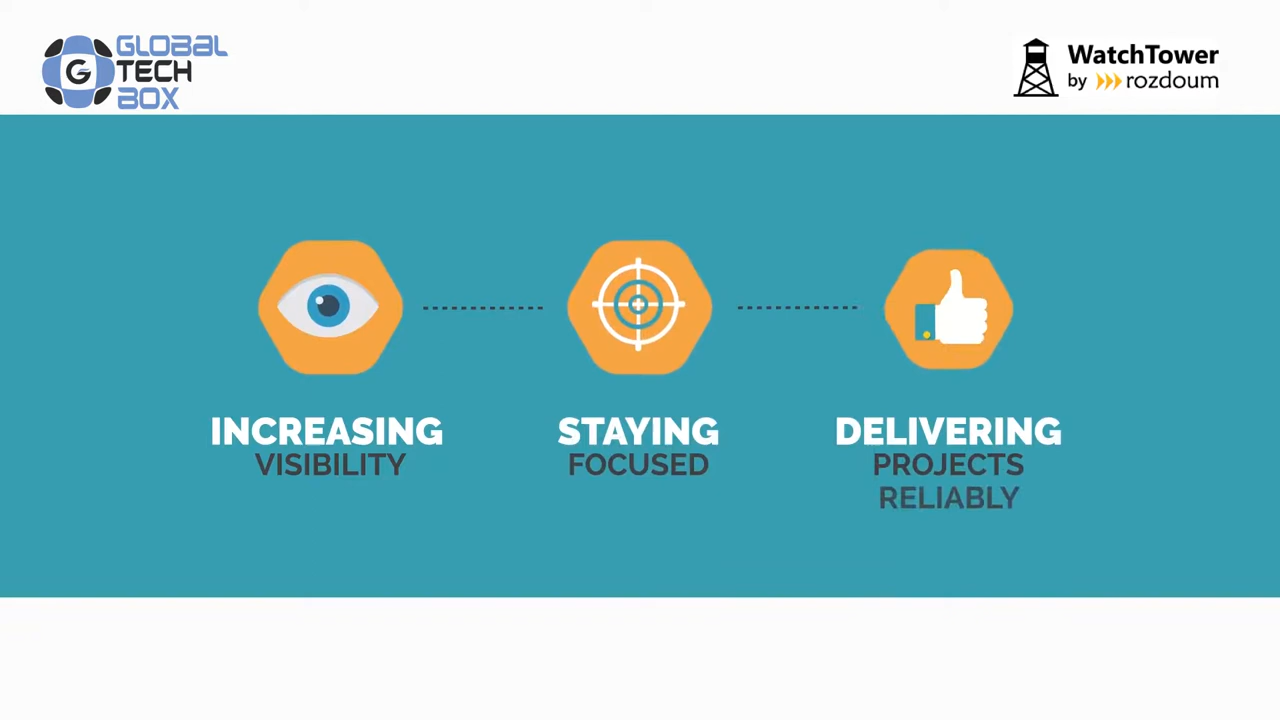 GLOBAL
TECH
BOX
G
WatchTower
by rozdoum
INCREASING
VISIBILITY
STAYING
FOCUSED
DELIVERING
PROJECTS
RELIABLY